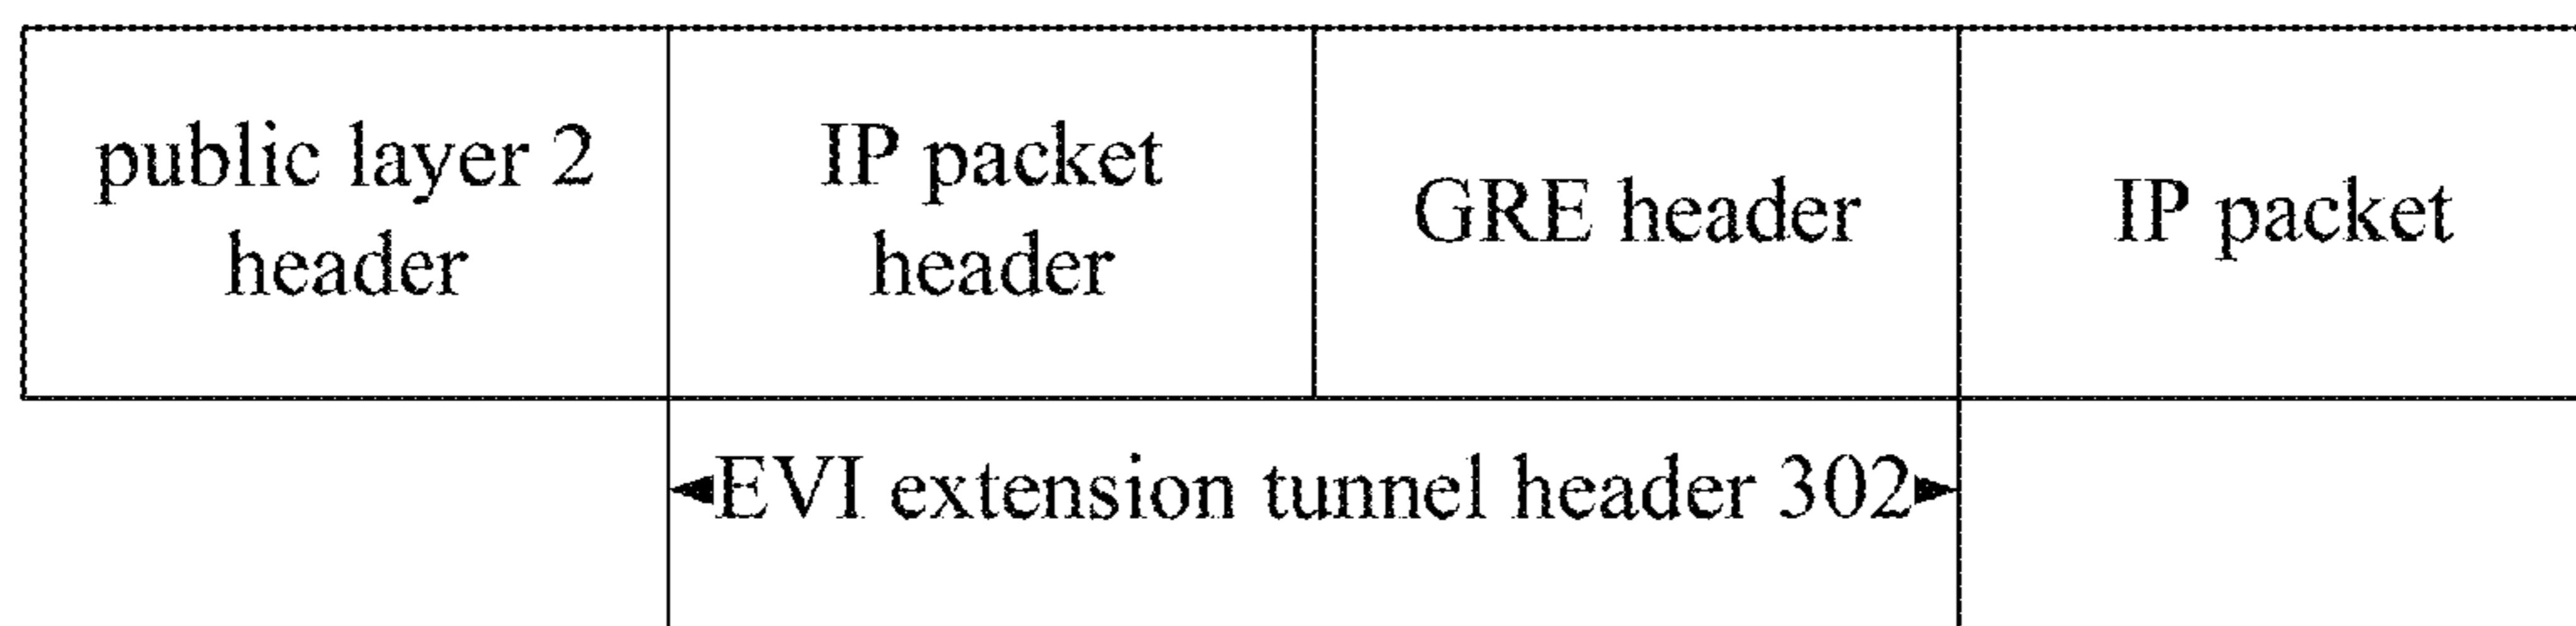 public layer 2
header
IP packet
header
GRE header
IP packet
EVI extension tunnel header 302